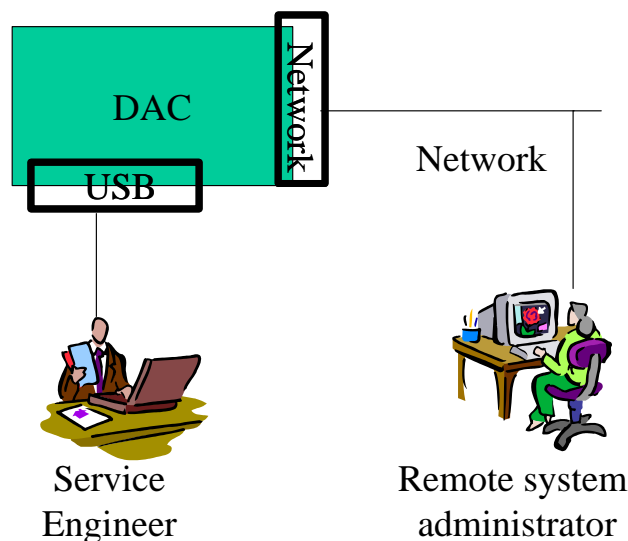 Network
DAC
Network
USB
Service
Engineer
Remote system
administrator